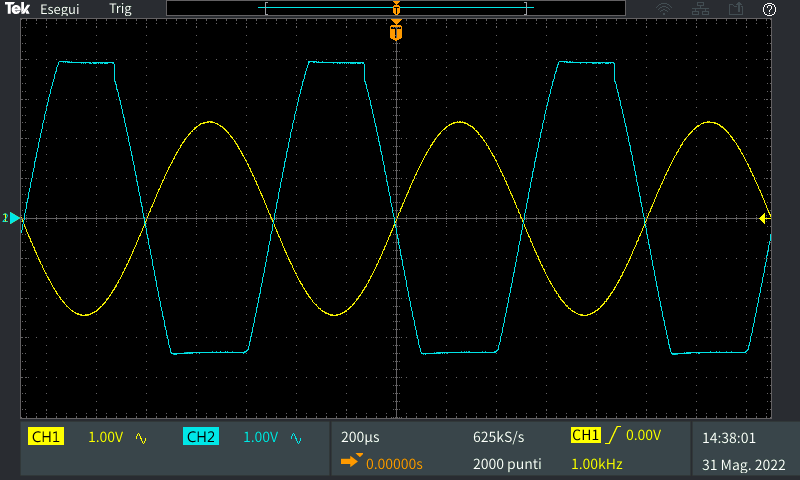 Tek Esegui Trig T ?
T
1
CH1 1.00V CH2 1.00V 200µs 625kS/s CH1 0.00V 14:38:01
0.00000s 2000 punti 1.00kHz 31 Mag. 2022